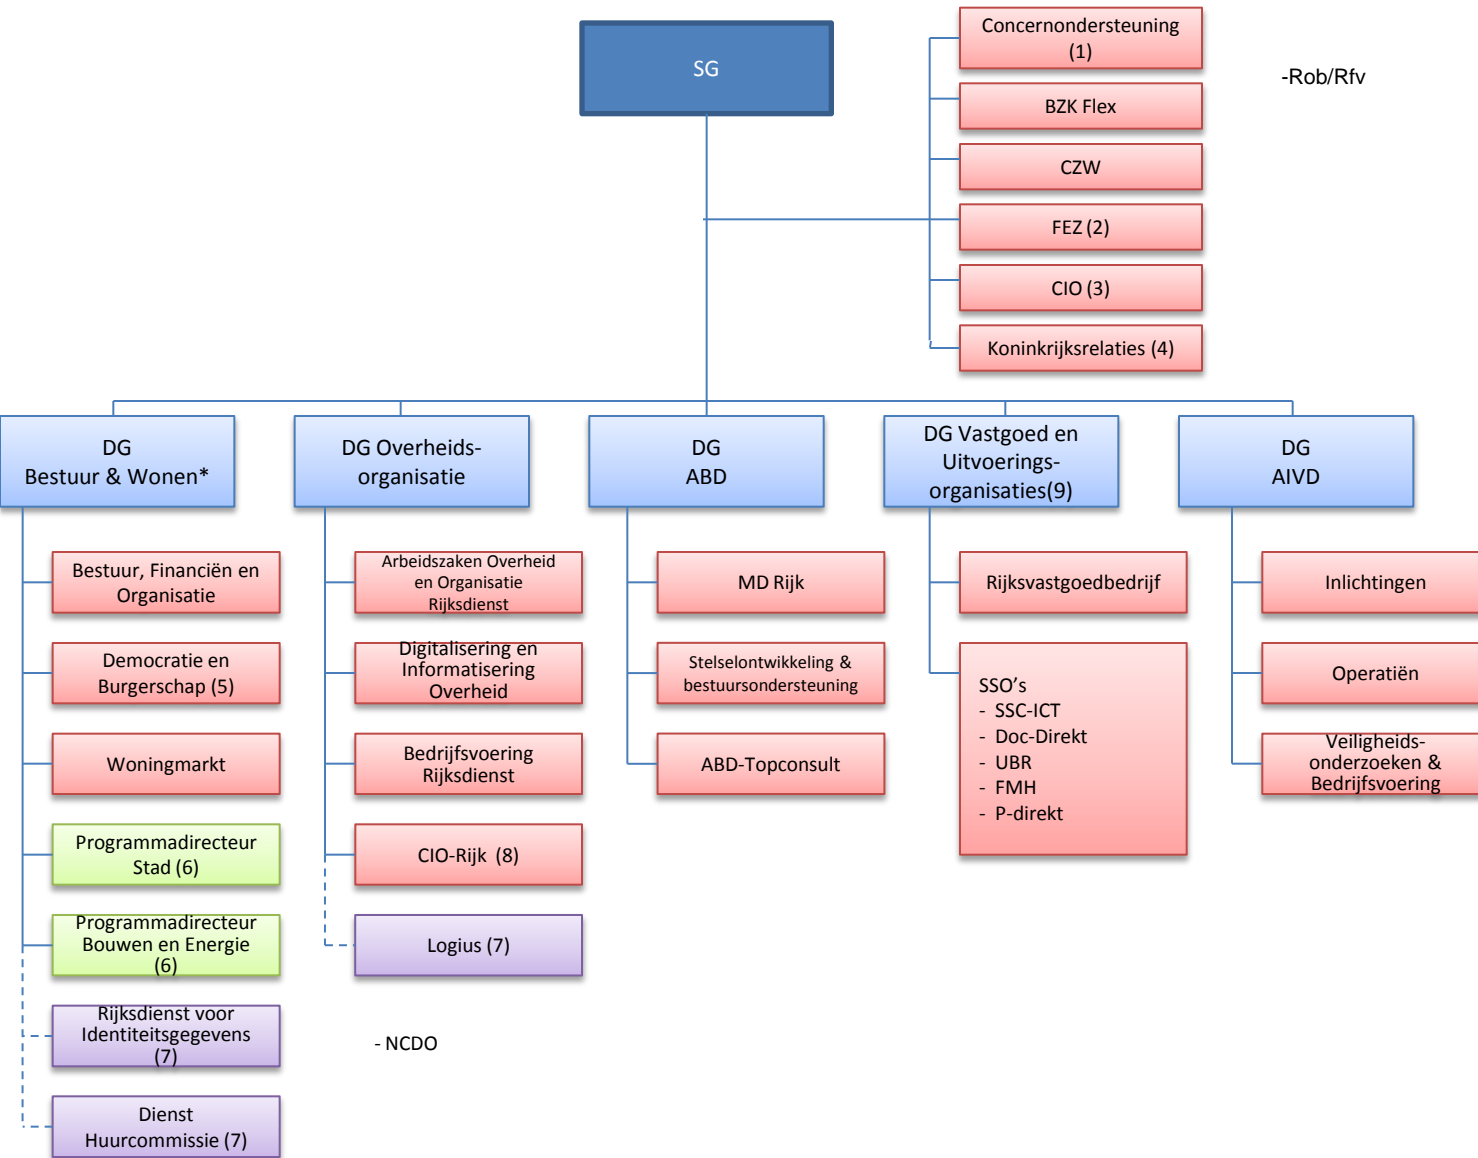 SG
Concernondersteuning
(1)
-Rob/Rfv
BZK Flex
CZW
FEZ (2)
CIO (3)
Koninkrijksrelaties (4)
DG
Bestuur & Wonen*
DG Overheids-
organisatie
DG
ABD
DG Vastgoed en
Uitvoerings-
organisaties(9)
DG
AIVD
Bestuur, Financiën en
Organisatie
Democratie en
Burgerschap (5)
Woningmarkt
Programmadirecteur
Stad (6)
Programmadirecteur
Bouwen en Energie
(6)
Rijksdienst voor
Identiteitsgegevens
(7)
Dienst
Huurcommissie (7)
Arbeidszaken Overheid
en Organisatie
Rijksdienst
Digitalisering en
Informatisering
Overheid
Bedrijfsvoering
Rijksdienst
CIO-Rijk (8)
Logius (7)
- NCDO
MD Rijk
Stelselontwikkeling &
bestuursondersteuning
ABD-Topconsult
Rijksvastgoedbedrijf
SSO’s
- SSC-ICT
- Doc-Direkt
- UBR
- FMH
- P-direkt
Inlichtingen
Operatiën
Veiligheids-
onderzoeken &
Bedrijfsvoering